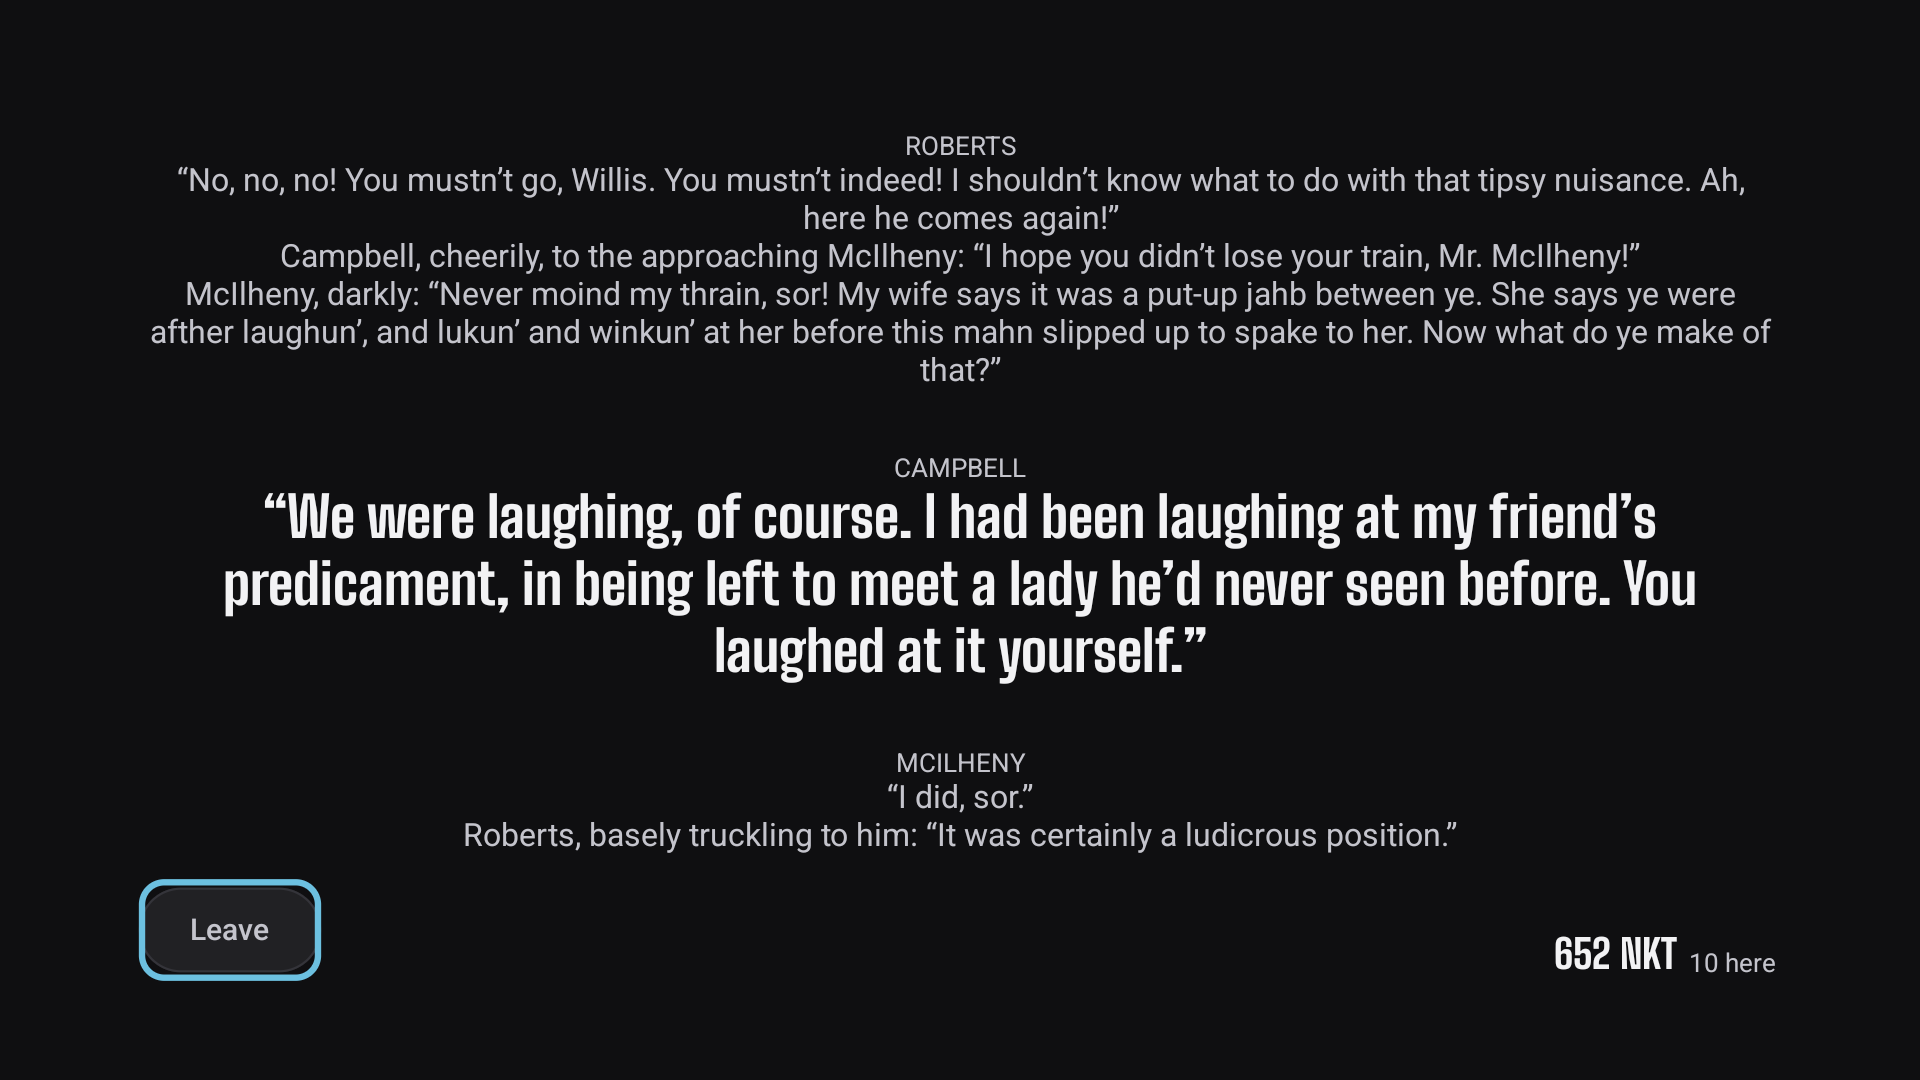 ROBERTS
“No, no, no! You mustn’t go, Willis. You mustn’t indeed! I shouldn’t know what to do with that tipsy nuisance. Ah,
here he comes again!”
Campbell, cheerily, to the approaching McIlheny: “I hope you didn’t lose your train, Mr. McIlheny!”
McIlheny, darkly: “Never moind my thrain, sor! My wife says it was a put-up jahb between ye. She says ye were
afther laughun’, and lukun’ and winkun’ at her before this mahn slipped up to spake to her. Now what do ye make of
that?”
CAMPBELL
“We were laughing, of course. I had been laughing at my friend’s
predicament, in being left to meet a lady he’d never seen before. You
laughed at it yourself.”
MCILHENY
“I did, sor.”
Roberts, basely truckling to him: “It was certainly a ludicrous position.”
Leave
652 NKT 10 here